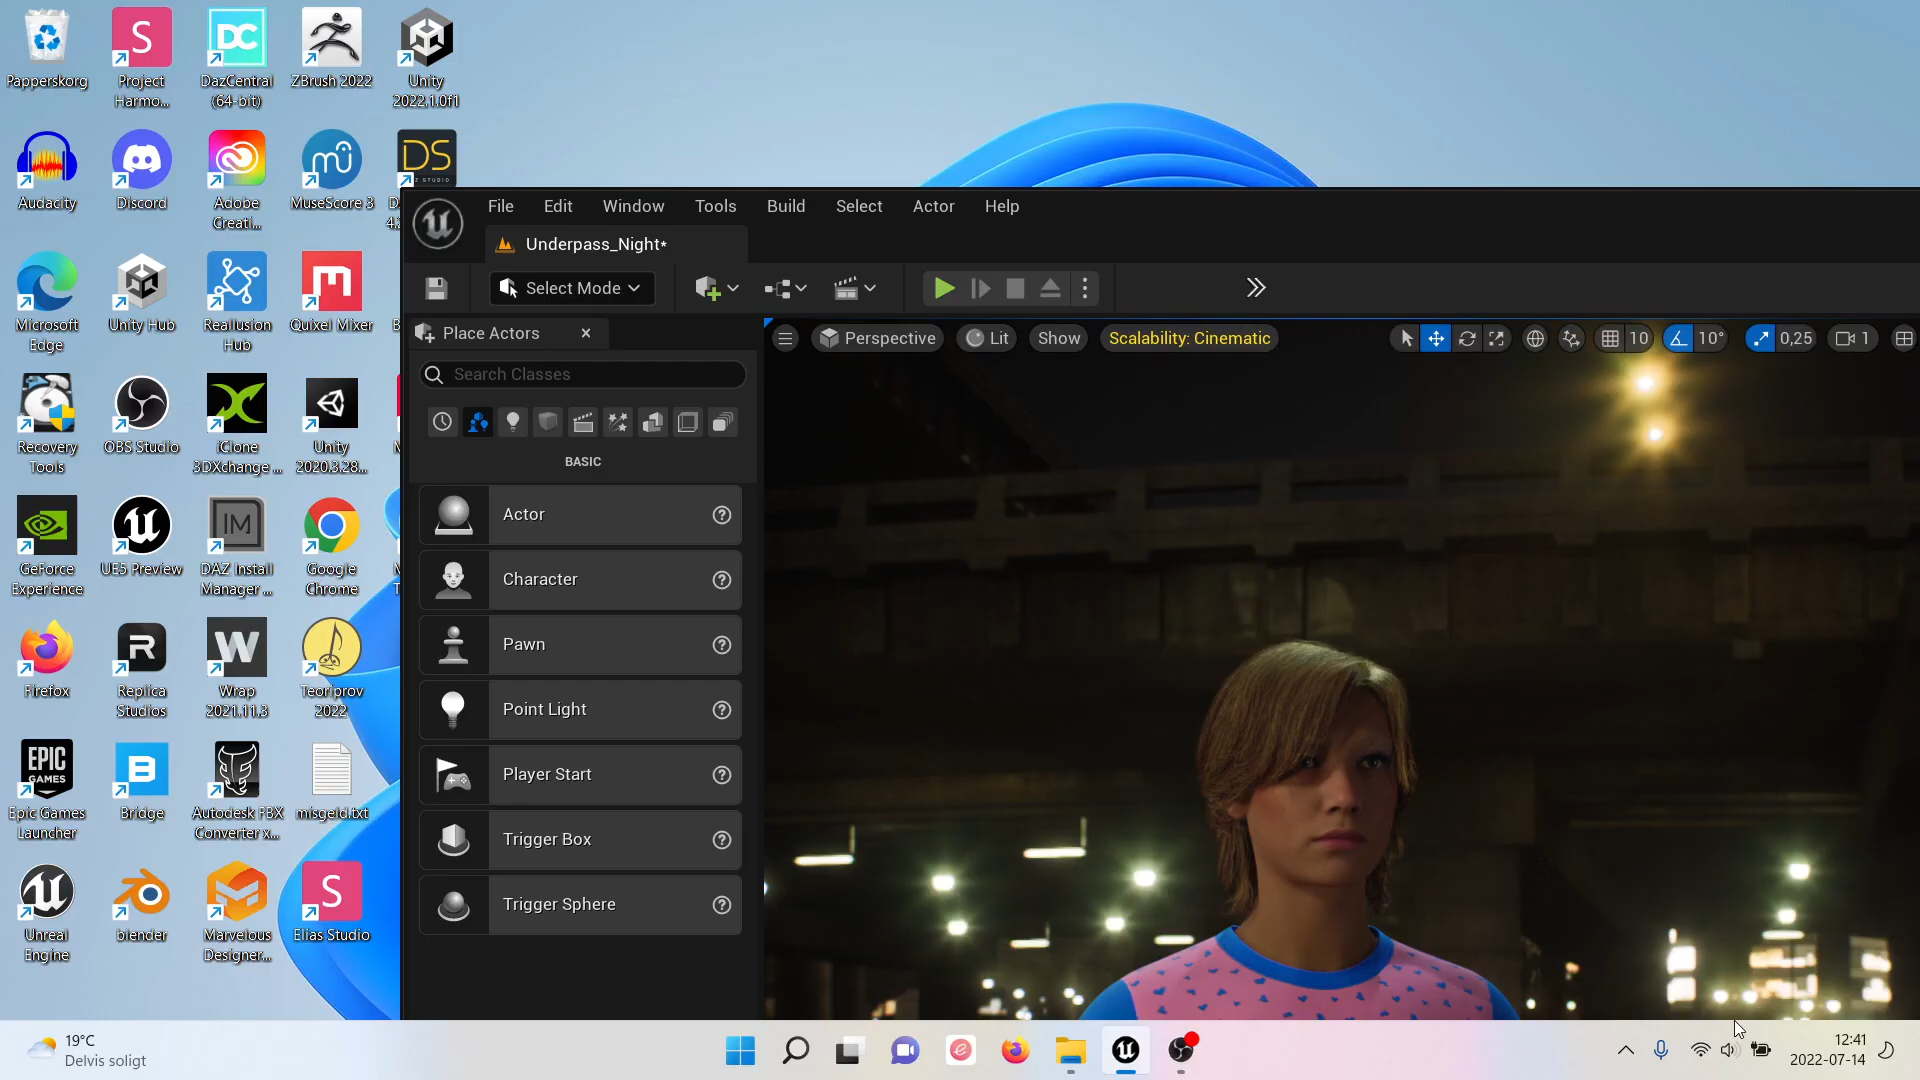 Papperskorg
Project
Harmo...
DazCentral
(64-bit)
ZBrush 2022
Unity
2022.1.0f1
Audacity
Discord
Adobe
Creati...
MuseScore 3
DS
Microsoft
Edge
Unity Hub
Reallusion
Hub
Quixel Mixer
Recovery
Tools
OBS Studio
iClone
3DXchange ...
Unity
2020.3.28...
GeForce
Experience
UE5 Preview
DAZ Install
Manager ...
Google
Chrome
Firefox
Replica
Studios
Wrap
2021.11.3
Teoriprov
2022
EPIC
GAMES
Epic Games
Launcher
Bridge
Autodesk FBX
Converter x...
misgeld.txt
Unreal
Engine
blender
Marvelous
Designer...
Elias Studio
File Edit Window Tools Build Select Actor Help
Underpass_Night*
Select Mode
Place Actors
Search Classes
BASIC
Actor
Character
Pawn
Point Light
Player Start
Trigger Box
Trigger Sphere
Perspective Lit Show Scalability: Cinematic 10 10° 0,25 1
19°C
Delvis soligt
12:41
2022-07-14